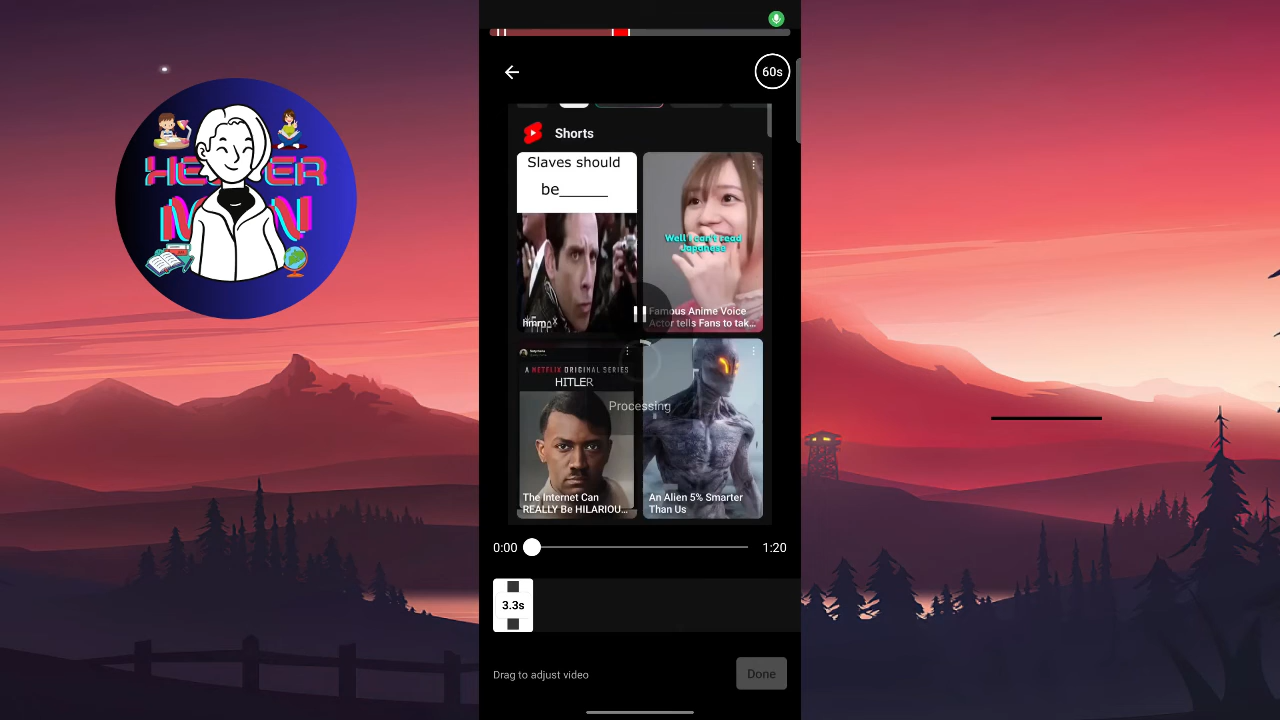 60s
Shorts
Slaves should
be______
Well i can't read
Japanese
hmm
Famous Anime Voice
Actor tells Fans to tak...
A NETFLIX ORIGINAL SERIES
HITLER
Processing
The Internet Can
REALLY Be HILARIOU...
An Alien 5% Smarter
Than Us
0:00
1:20
3.3s
Drag to adjust video
Done